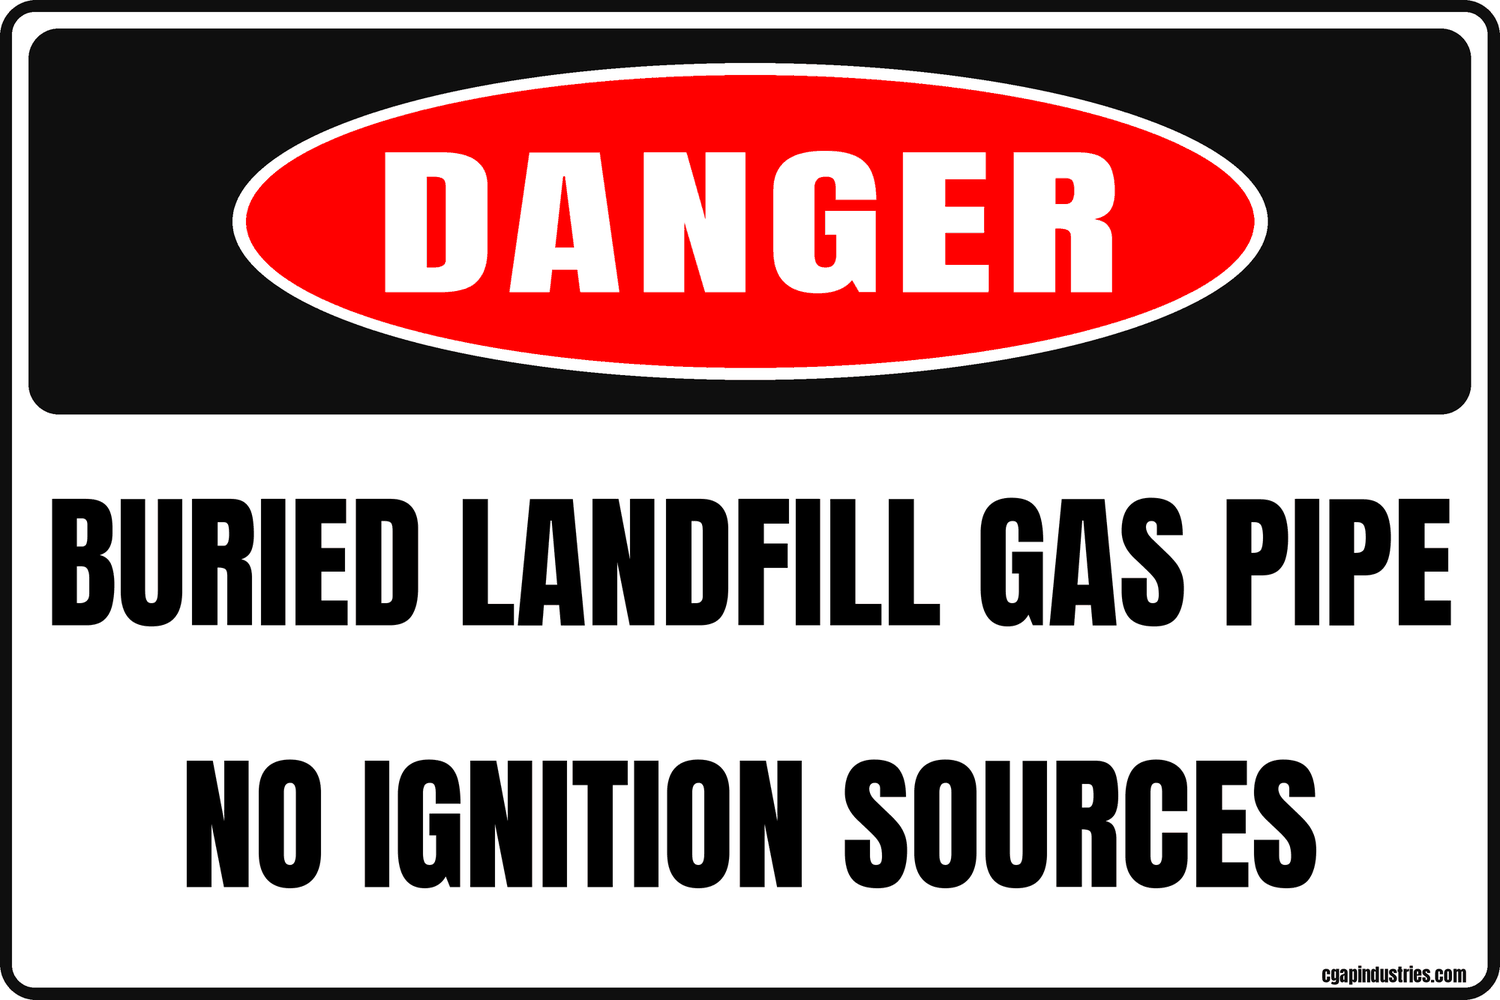 DANGER
BURIED LANDFILL GAS PIPE
NO IGNITION SOURCES
cgapindustries.com